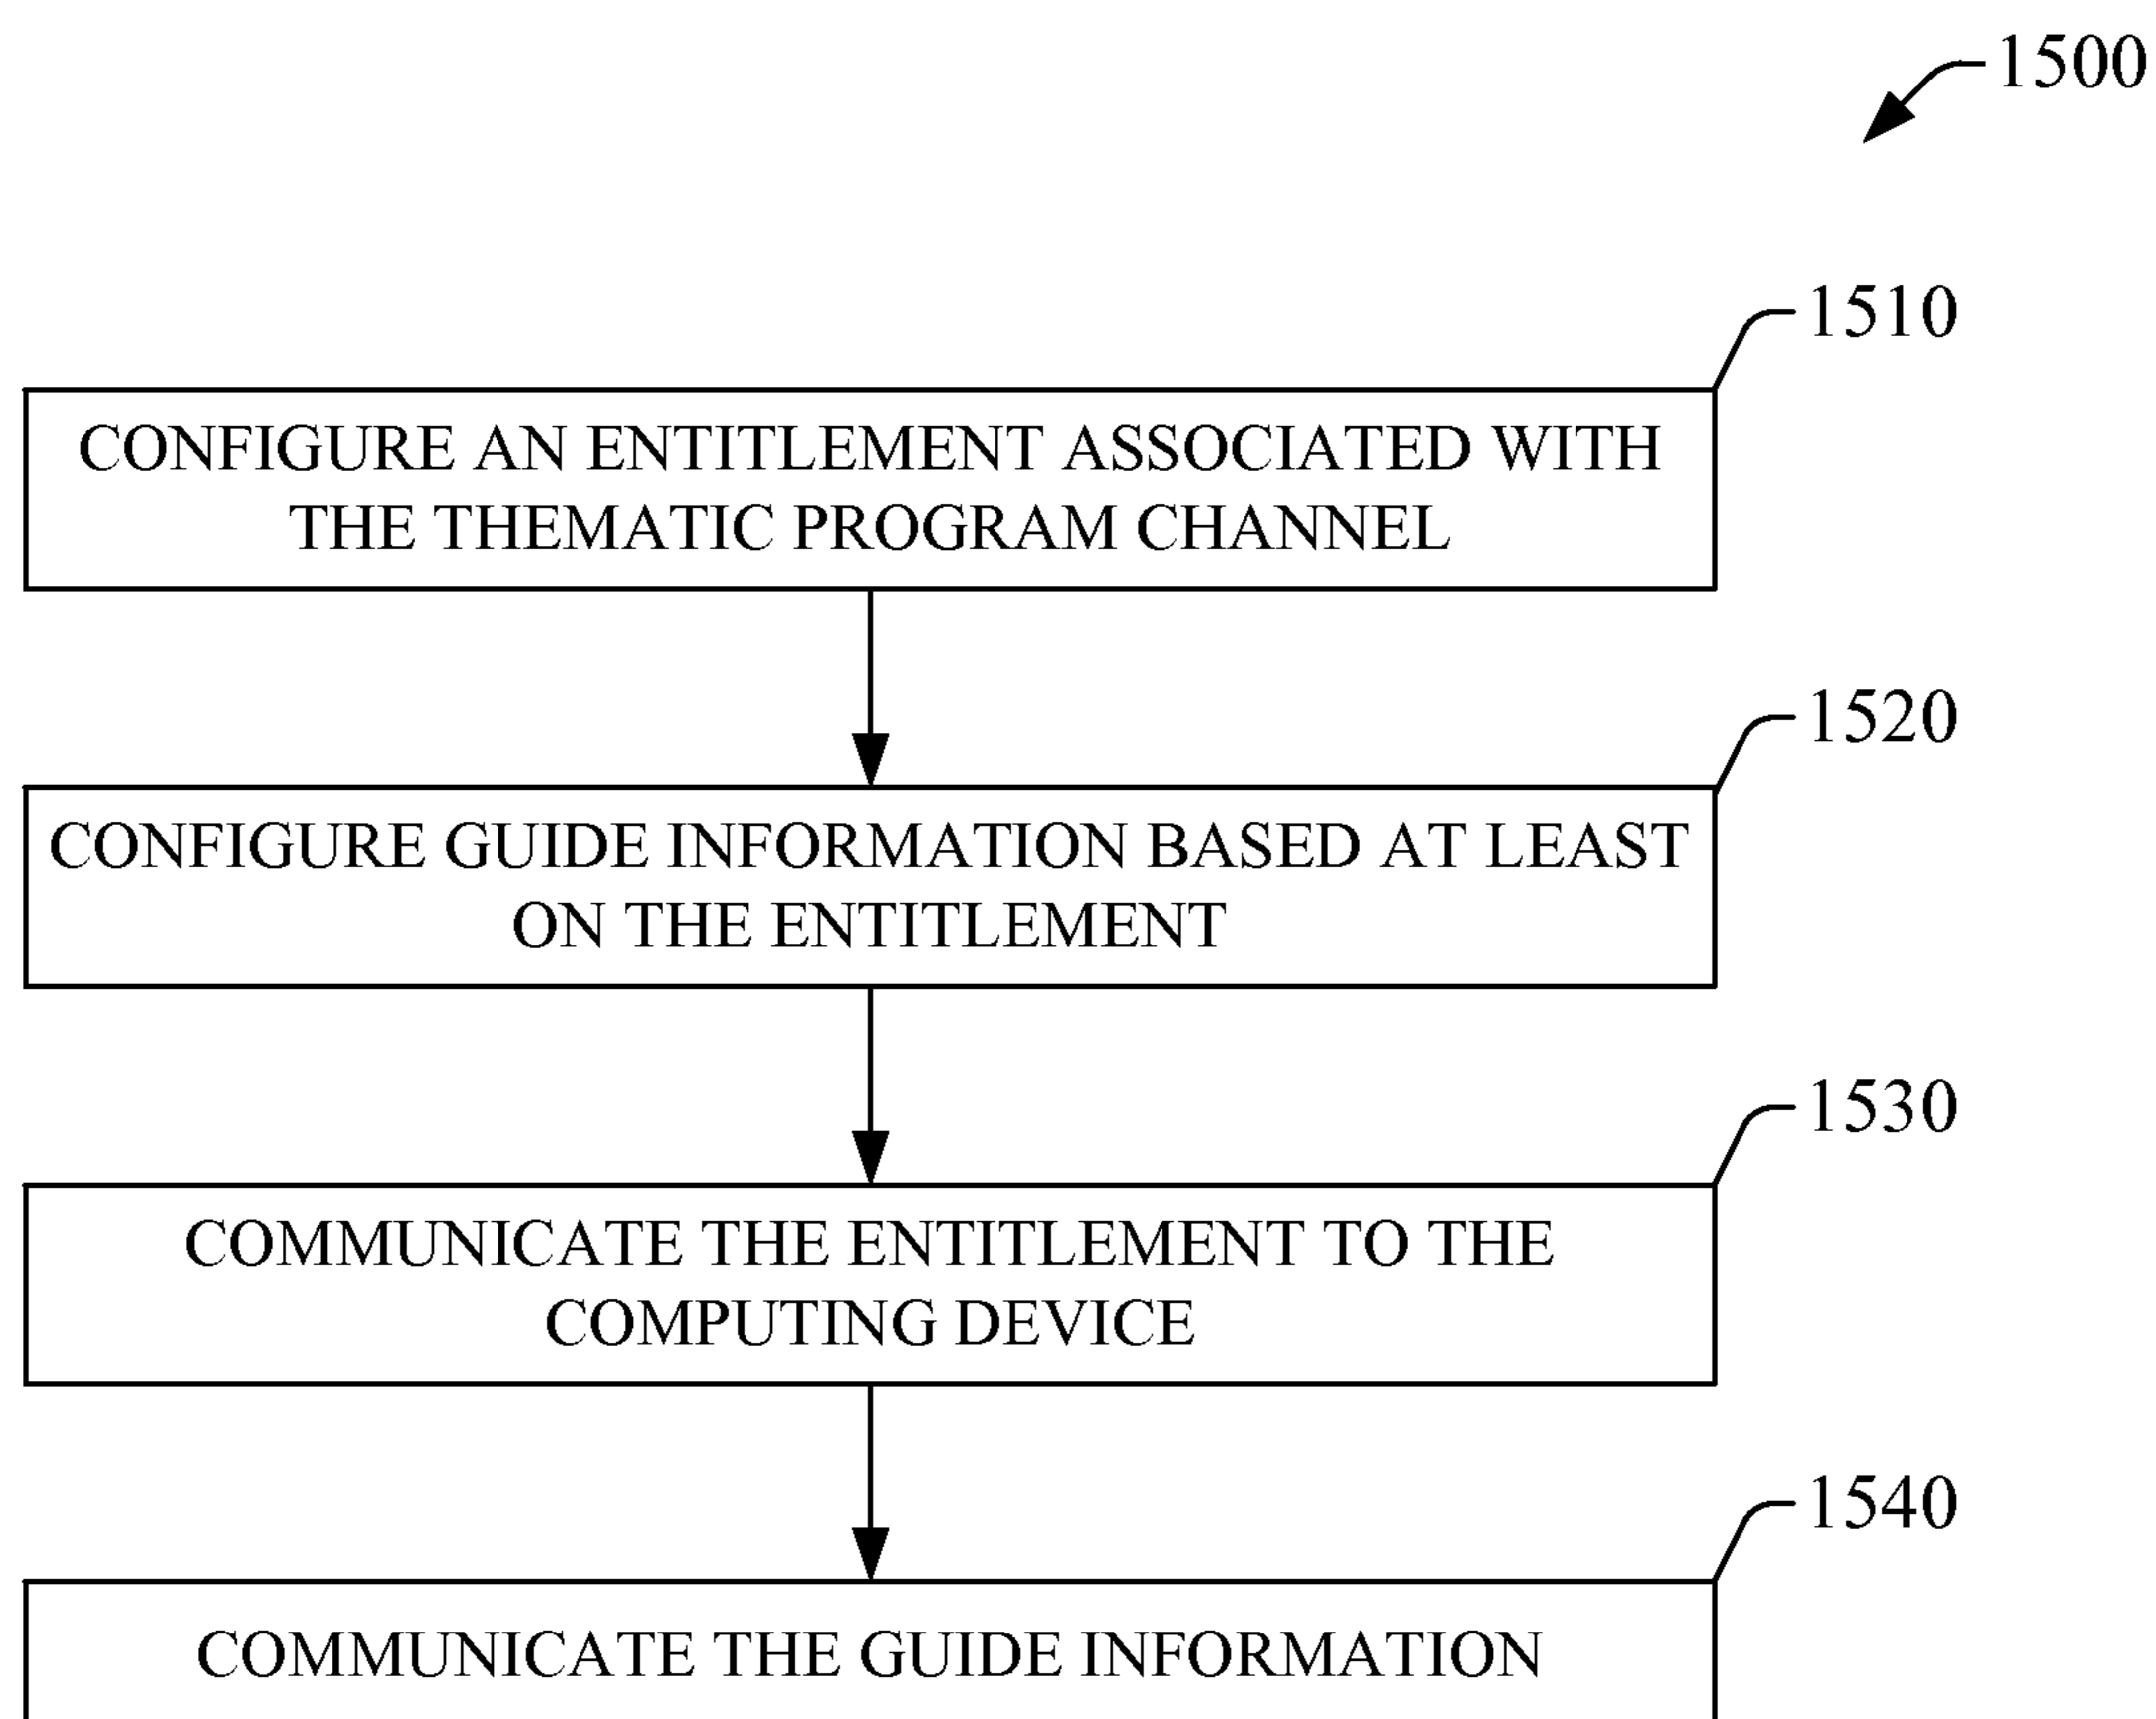 1500
1510
CONFIGURE AN ENTITLEMENT ASSOCIATED WITH
THE THEMATIC PROGRAM CHANNEL
1520
CONFIGURE GUIDE INFORMATION BASED AT LEAST
ON THE ENTITLEMENT
1530
COMMUNICATE THE ENTITLEMENT TO THE
COMPUTING DEVICE
1540
COMMUNICATE THE GUIDE INFORMATION